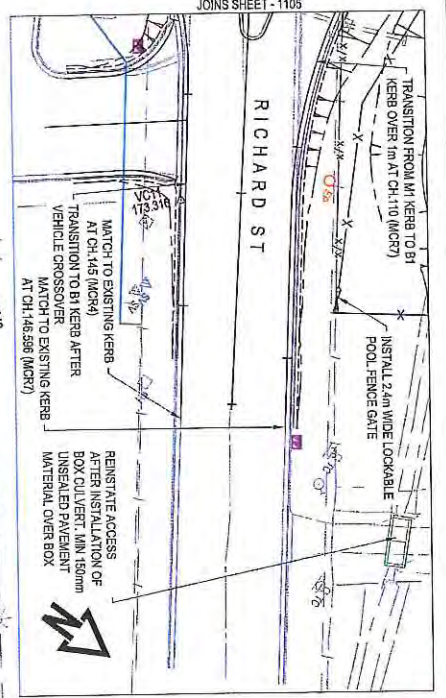 JOINS SHEET - 1105
TRANSITION FROM M1 KERB TO B1
KERB OVER 1m AT CH.110 (MCR7)
INSTALL 2.4m WIDE LOCKABLE
POOL FENCE GATE
RICHARD ST
VC11
173.316
MATCH TO EXISTING KERB
AT CH.145 (MCR4)
TRANSITION TO B1 KERB AFTER
VEHICLE CROSSOVER
MATCH TO EXISTING KERB
AT CH.146.596 (MCR7)
REINSTATE ACCESS
AFTER INSTALLATION OF
BOX CULVERT. MIN 150mm
UNSEALED PAVEMENT
MATERIAL OVER BOX
N